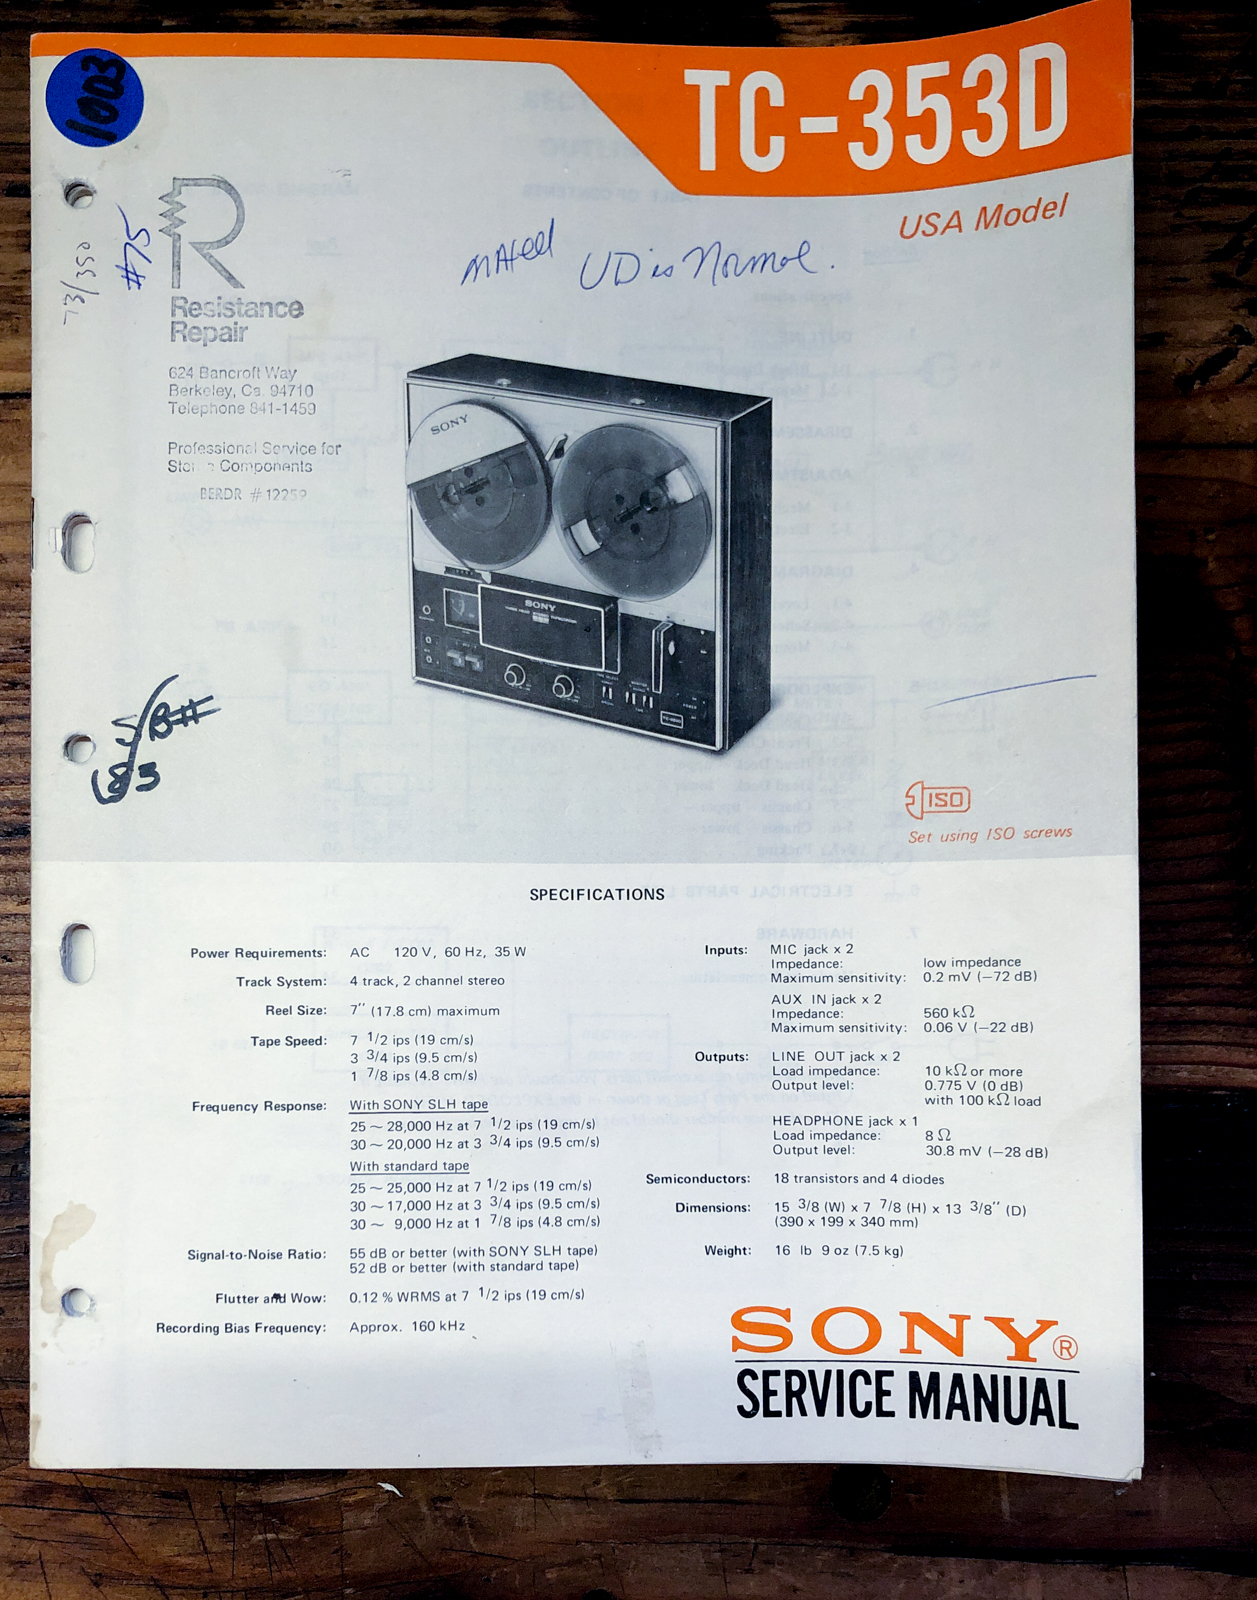 1003
TC-353D
USA Model
73/350
#75
R
Resistance
Repair
UD is Normal.
624 Bancroft Way
Berkeley, Ca. 94710
Telephone 841-1459
Professional Service for
Components
BERDR #12259
SONY
SONY
83
ISO
Set using ISO screws
SPECIFICATIONS
Power Requirements: AC 120 V, 60 Hz, 35 W
Track System: 4 track, 2 channel stereo
Reel Size: 7″ (17.8 cm) maximum
Tape Speed: 7 1/2 ips (19 cm/s)
3 3/4 ips (9.5 cm/s)
1 7/8 ips (4.8 cm/s)
Frequency Response: With SONY SLH tape
25 ~ 28,000 Hz at 7 1/2 ips (19 cm/s)
30 ~ 20,000 Hz at 3 3/4 ips (9.5 cm/s)
With standard tape
25 ~ 25,000 Hz at 7 1/2 ips (19 cm/s)
30 ~ 17,000 Hz at 3 3/4 ips (9.5 cm/s)
30 ~ 9,000 Hz at 1 7/8 ips (4.8 cm/s)
Signal-to-Noise Ratio: 55 dB or better (with SONY SLH tape)
52 dB or better (with standard tape)
Flutter and Wow: 0.12 % WRMS at 7 1/2 ips (19 cm/s)
Recording Bias Frequency: Approx. 160 kHz
Inputs: MIC jack x 2
Impedance: low impedance
Maximum sensitivity: 0.2 mV (−72 dB)
AUX IN jack x 2
Impedance: 560 kΩ
Maximum sensitivity: 0.06 V (−22 dB)
Outputs: LINE OUT jack x 2
Load impedance: 10 kΩ or more
Output level: 0.775 V (0 dB)
with 100 kΩ load
HEADPHONE jack x 1
Load impedance: 8 Ω
Output level: 30.8 mV (−28 dB)
Semiconductors: 18 transistors and 4 diodes
Dimensions: 15 3/8 (W) x 7 7/8 (H) x 13 3/8″ (D)
(390 x 199 x 340 mm)
Weight: 16 lb 9 oz (7.5 kg)
SONY®
SERVICE MANUAL